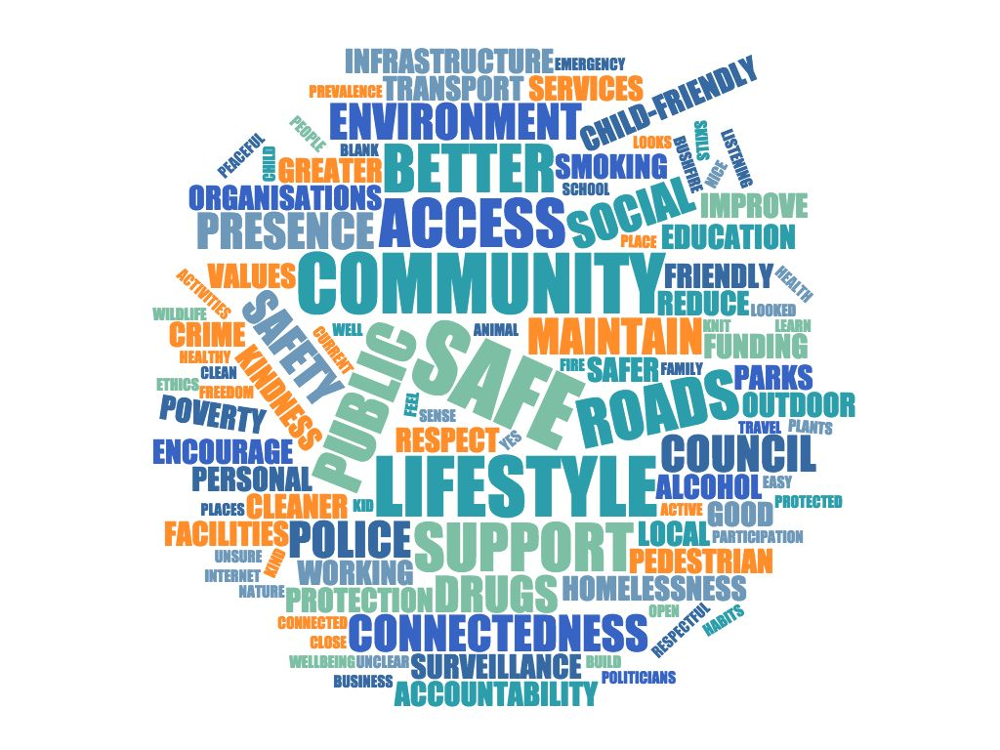 INFRASTRUCTURE
EMERGENCY
PREVALENCE
TRANSPORT
SERVICES
CHILD-FRIENDLY
PEOPLE
ENVIRONMENT
PEACEFUL
CHILD
BLANK
BETTER
LOOKS
BUSHFIRE
SKILLS
NICE
LISTENING
GREATER
SMOKING
SCHOOL
ORGANISATIONS
ACCESS
SOCIAL
IMPROVE
PRESENCE
PLACE
EDUCATION
ACTIVITIES
VALUES
COMMUNITY
FRIENDLY
HEALTH
WILDLIFE
SAFETY
REDUCE
LOOKED
CRIME
WELL
CURRENT
PUBLIC
SAFE
ANIMAL
MAINTAIN
KNIT
LEARN
FUNDING
HEALTHY
CLEAN
KINDNESS
FIRE
SAFER
FAMILY
ETHICS
FREEDOM
ROADS
PARKS
POVERTY
FEEL
SENSE
OUTDOOR
RESPECT
YES
TRAVEL
PLANTS
ENCOURAGE
COUNCIL
PERSONAL
LIFESTYLE
ALCOHOL
EASY
PLACES
CLEANER
KID
ACTIVE
GOOD
PROTECTED
FACILITIES
POLICE
SUPPORT
LOCAL
PARTICIPATION
UNSURE
KIND
WORKING
PEDESTRIAN
INTERNET
NATURE
PROTECTION
DRUGS
HOMELESSNESS
CONNECTED
CONNECTEDNESS
OPEN
RESPECTFUL
HABITS
CLOSE
WELLBEING
UNCLEAR
SURVEILLANCE
BUILD
BUSINESS
POLITICIANS
ACCOUNTABILITY